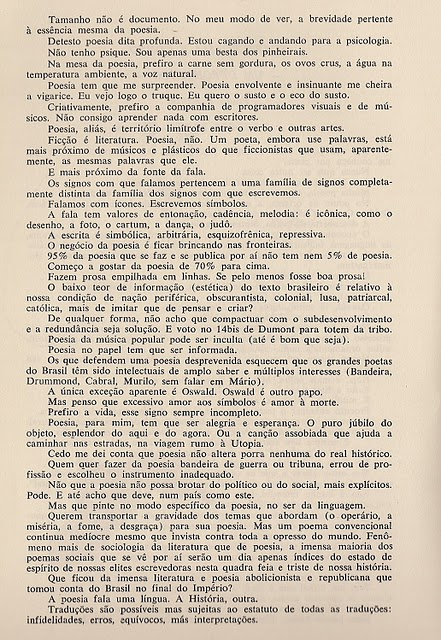 Tamanho não é documento. No meu modo de ver, a brevidade pertente
à essência mesma da poesia.
Detesto poesia dita profunda. Estou cagando e andando para a psicologia.
Não tenho psique. Sou apenas uma besta dos pinheirais.
Na mesa da poesia, prefiro a carne sem gordura, os ovos crus, a água na
temperatura ambiente, a voz natural.
Poesia tem que me surpreender. Poesia envolvente e insinuante me cheira
a vigarice. Eu vejo logo o truque. Eu quero o susto e o eco do susto.
Criativamente, prefiro a companhia de programadores visuais e de mú-
sicos. Não consigo aprender nada com escritores.
Poesia, aliás, é território limítrofe entre o verbo e outras artes.
Ficção é literatura. Poesia, não. Um poeta, embora use palavras, está
mais próximo de músicos e plásticos do que ficcionistas que usam, aparente-
mente, as mesmas palavras que ele.
E mais próximo da fonte da fala.
Os signos com que falamos pertencem a uma família de signos completa-
mente distinta da família dos signos com que escrevemos.
Falamos com ícones. Escrevemos símbolos.
A fala tem valores de entonação, cadência, melodia: é icônica, como o
desenho, a foto, o cartum, a dança, o judô.
A escrita é simbólica, arbitrária, esquizofrênica, repressiva.
O negócio da poesia é ficar brincando nas fronteiras.
95% da poesia que se faz e se publica por aí não tem nem 5% de poesia.
Começo a gostar da poesia de 70% para cima.
Fazem prosa empilhada em linhas. Se pelo menos fosse boa prosa!
O baixo teor de informação (estética) do texto brasileiro é relativo à
nossa condição de nação periférica, obscurantista, colonial, lusa, patriarcal,
católica, mais de imitar que de pensar e criar?
De qualquer forma, não acho que compactuar com o subdesenvolvimento
e a redundância seja solução. E voto no 14bis de Dumont para totem da tribo.
Poesia da música popular pode ser inculta (até é bom que seja).
Poesia no papel tem que ser informada.
Os que defendem uma poesia desprevenida esquecem que os grandes poetas
do Brasil têm sido intelectuais de amplo saber e múltiplos interesses (Bandeira,
Drummond, Cabral, Murilo, sem falar em Mário).
A única exceção aparente é Oswald. Oswald é outro papo.
Mas penso que excessivo amor aos símbolos é amor à morte.
Prefiro a vida, esse signo sempre incompleto.
Poesia, para mim, tem que ser alegria e esperança. O puro júbilo do
objeto, esplendor do aqui e do agora. Ou a canção assobiada que ajuda a
caminhar nas estradas, na viagem rumo à Utopia.
Cedo me dei conta que poesia não altera porra nenhuma do real histórico.
Quem quer fazer da poesia bandeira de guerra ou tribuna, errou de pro-
fissão e escolheu o instrumento inadequado.
Não que a poesia não possa brotar do político ou do social, mais explícitos.
Pode. E até acho que deve, num país como este.
Mas que pinte no modo específico da poesia, no ser da linguagem.
Querem transportar a gravidade dos temas que abordam (o operário, a
miséria, a fome, a desgraça) para sua poesia. Mas um poema convencional
continua medíocre mesmo que invista contra toda a opresso do mundo. Fenô-
meno mais de sociologia da literatura que de poesia, a imensa maioria dos
poemas sociais que se vê por aí serão um dia apenas índices do estado de
espírito de nossas elites escrevedoras nesta quadra feia e triste de nossa história.
Que ficou da imensa literatura e poesia abolicionista e republicana que
tomou conta do Brasil no final do Império?
A poesia fala uma língua. A História, outra.
Traduções são possíveis mas sujeitas ao estatuto de todas as traduções:
infidelidades, erros, equívocos, más interpretações.